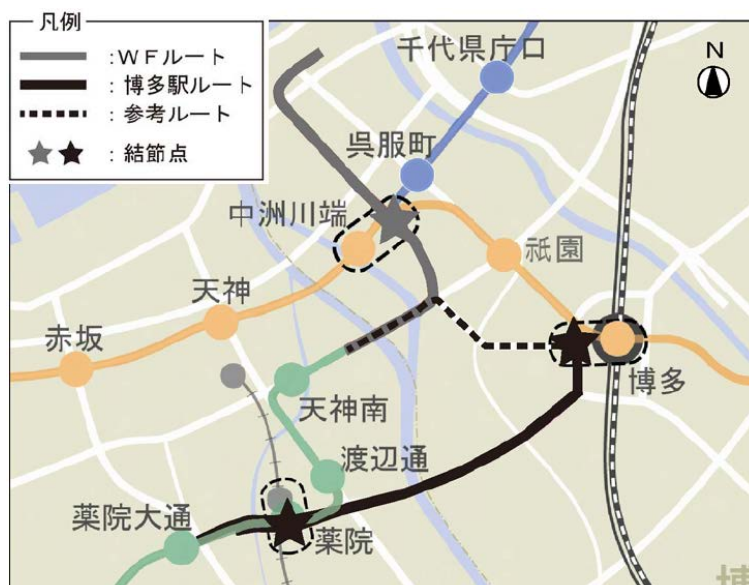 凡例
:WFルート
:博多駅ルート
:参考ルート
:結節点
N
千代県庁口
呉服町
中洲川端
祇園
天神
赤坂
博多
天神南
渡辺通
薬院大通
薬院
博